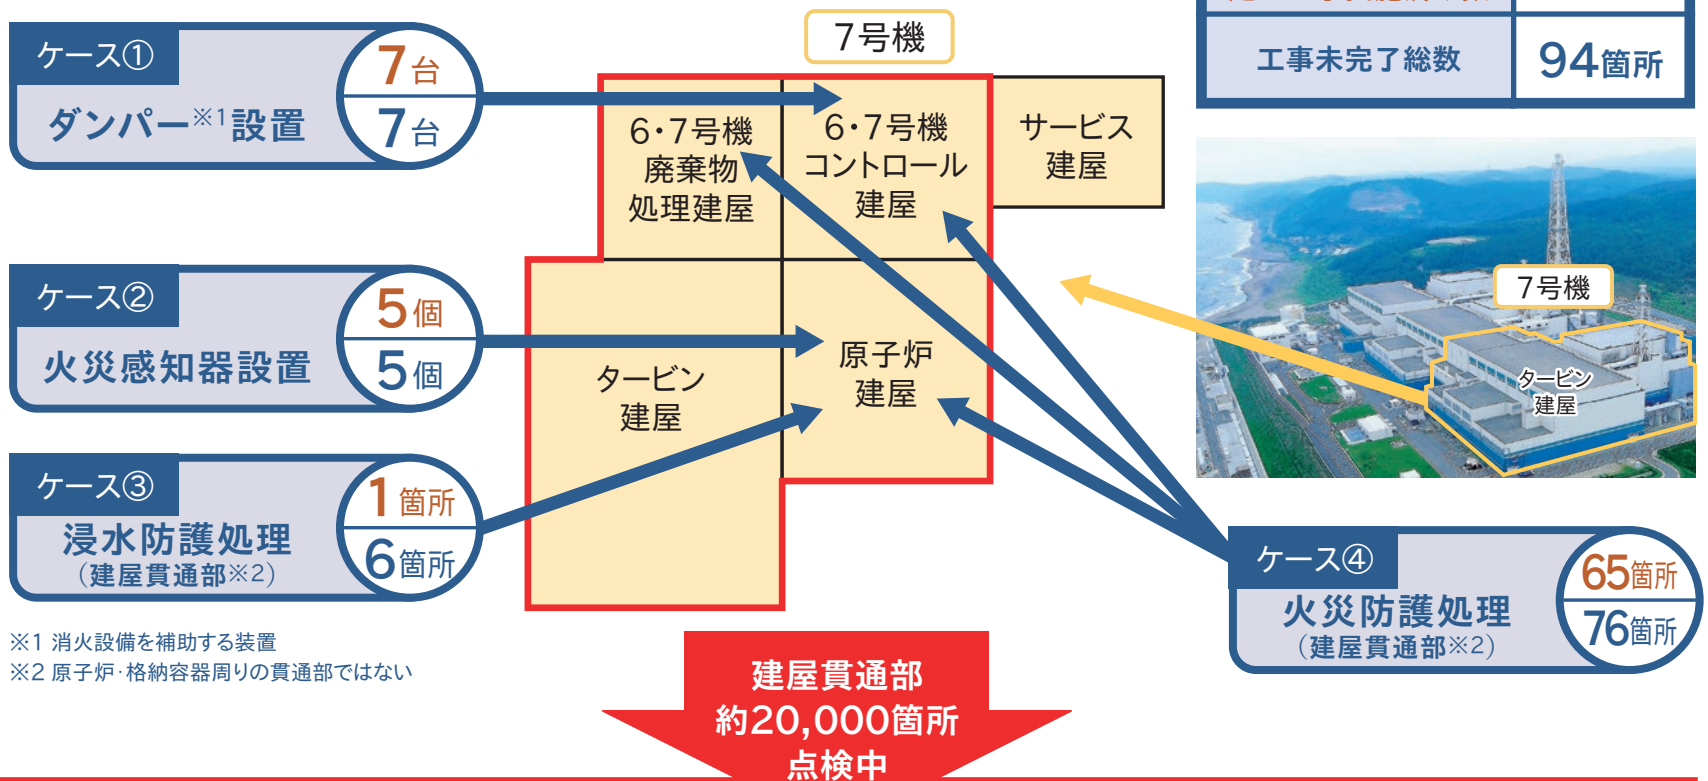 7号機
工事未完了総数
94箇所
ケース①
ダンパー※1設置
7台
7台
6・7号機
廃棄物
処理建屋
6・7号機
コントロール
建屋
サービス
建屋
ケース②
火災感知器設置
5個
5個
タービン
建屋
原子炉
建屋
7号機
タービン
建屋
ケース③
浸水防護処理
（建屋貫通部※2）
1箇所
6箇所
ケース④
火災防護処理
（建屋貫通部※2）
65箇所
76箇所
※1 消火設備を補助する装置
※2 原子炉・格納容器周りの貫通部ではない
建屋貫通部
約20,000箇所
点検中